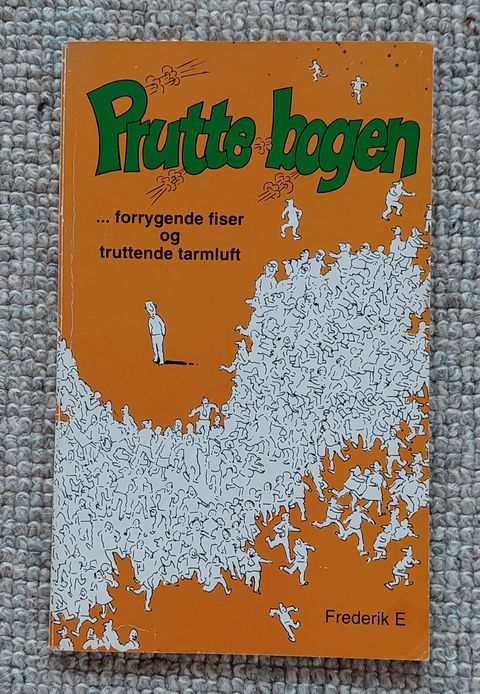 Prutte bogen
... forrygende fiser
og
truttende tarmluft
Frederik E